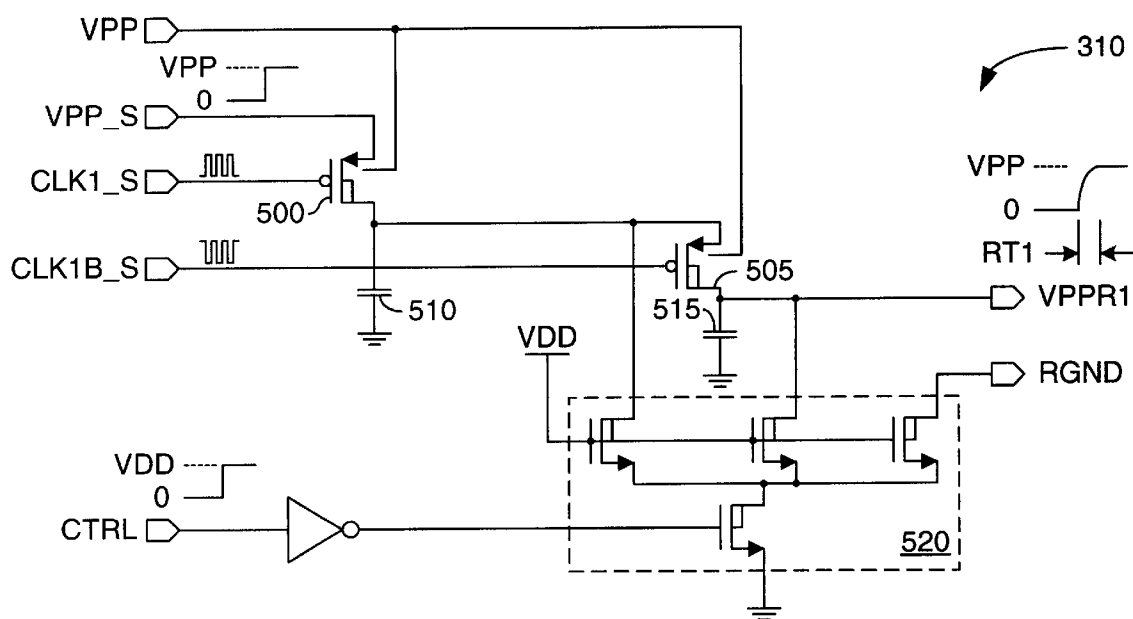 VPP
310
VPP
0
VPP_S
CLK1_S
500
VPP
0
RT1
CLK1B_S
505
510
515
VPPR1
VDD
RGND
VDD
0
CTRL
520